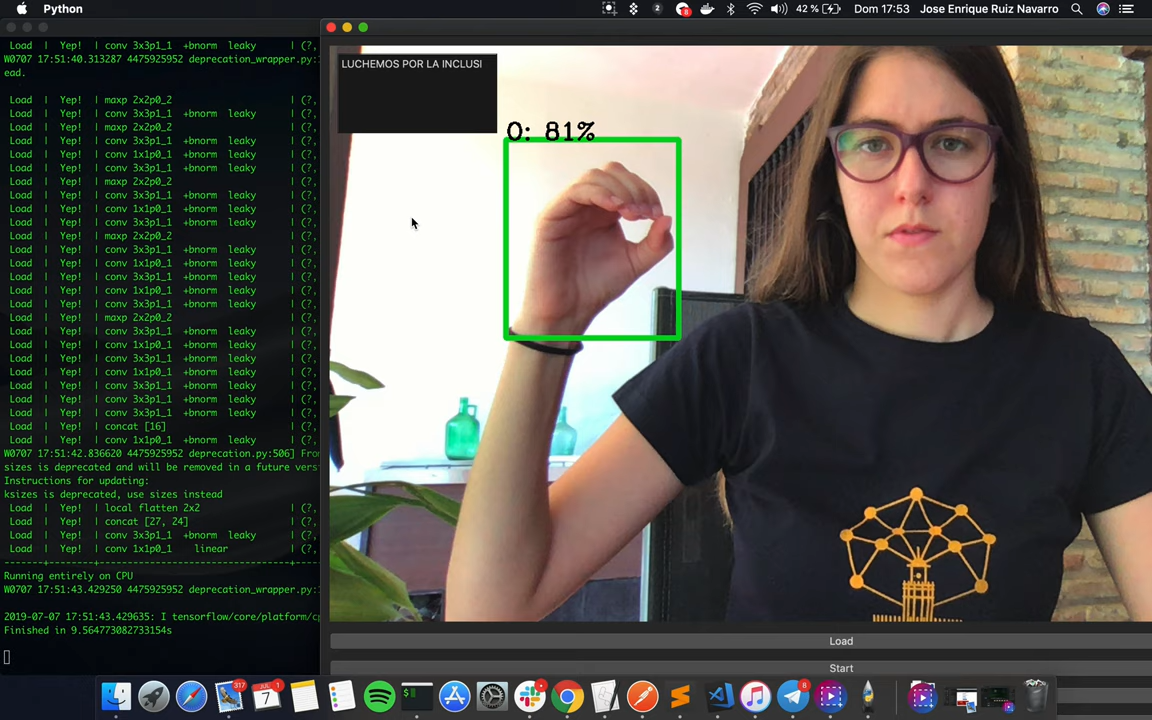 Python
42 %
Dom 17:53
Jose Enrique Ruiz Navarro
Load | Yep! | conv 3x3p1_1 +bnorm leaky | (?,
W0707 17:51:40.313287 4475925952 deprecation_wrapper.py:
ead.
Load | Yep! | maxp 2x2p0_2 | (?,
Load | Yep! | conv 3x3p1_1 +bnorm leaky | (?,
Load | Yep! | maxp 2x2p0_2 | (?,
Load | Yep! | conv 3x3p1_1 +bnorm leaky | (?,
Load | Yep! | conv 1x1p0_1 +bnorm leaky | (?,
Load | Yep! | conv 3x3p1_1 +bnorm leaky | (?,
Load | Yep! | maxp 2x2p0_2 | (?,
Load | Yep! | conv 3x3p1_1 +bnorm leaky | (?,
Load | Yep! | conv 1x1p0_1 +bnorm leaky | (?,
Load | Yep! | conv 3x3p1_1 +bnorm leaky | (?,
Load | Yep! | maxp 2x2p0_2 | (?,
Load | Yep! | conv 3x3p1_1 +bnorm leaky | (?,
Load | Yep! | conv 1x1p0_1 +bnorm leaky | (?,
Load | Yep! | conv 3x3p1_1 +bnorm leaky | (?,
Load | Yep! | conv 1x1p0_1 +bnorm leaky | (?,
Load | Yep! | conv 3x3p1_1 +bnorm leaky | (?,
Load | Yep! | maxp 2x2p0_2 | (?,
Load | Yep! | conv 3x3p1_1 +bnorm leaky | (?,
Load | Yep! | conv 1x1p0_1 +bnorm leaky | (?,
Load | Yep! | conv 3x3p1_1 +bnorm leaky | (?,
Load | Yep! | conv 1x1p0_1 +bnorm leaky | (?,
Load | Yep! | conv 3x3p1_1 +bnorm leaky | (?,
Load | Yep! | conv 3x3p1_1 +bnorm leaky | (?,
Load | Yep! | conv 3x3p1_1 +bnorm leaky | (?,
Load | Yep! | concat [16] | (?,
Load | Yep! | conv 1x1p0_1 +bnorm leaky | (?,
W0707 17:51:42.836620 4475925952 deprecation.py:506] Fro
sizes is deprecated and will be removed in a future vers
Instructions for updating:
ksizes is deprecated, use sizes instead
Load | Yep! | local flatten 2x2 | (?,
Load | Yep! | concat [27, 24] | (?,
Load | Yep! | conv 3x3p1_1 +bnorm leaky | (?,
Load | Yep! | conv 1x1p0_1 linear | (?,
Running entirely on CPU
W0707 17:51:43.429250 4475925952 deprecation_wrapper.py:
2019-07-07 17:51:43.429635: I tensorflow/core/platform/c
Finished in 9.564773082733154s
LUCHEMOS POR LA INCLUSI
O: 81%
Load
Start
317
JUL
7
1
8